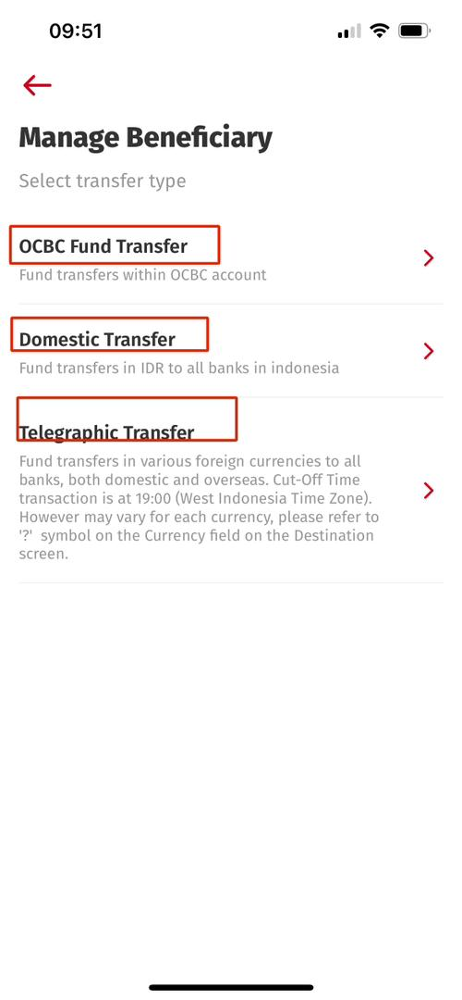 09:51
Manage Beneficiary
Select transfer type
OCBC Fund Transfer
Fund transfers within OCBC account
Domestic Transfer
Fund transfers in IDR to all banks in indonesia
Telegraphic Transfer
Fund transfers in various foreign currencies to all
banks, both domestic and overseas. Cut-Off Time
transaction is at 19:00 (West Indonesia Time Zone).
However may vary for each currency, please refer to
'?'  symbol on the Currency field on the Destination
screen.